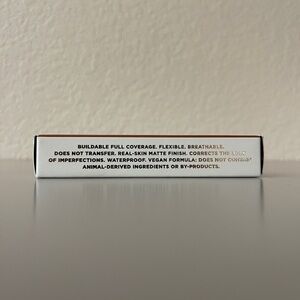 BUILDABLE FULL COVERAGE. FLEXIBLE. BREATHABLE.
DOES NOT TRANSFER. REAL-SKIN MATTE FINISH. CORRECTS THE LOOK
OF IMPERFECTIONS. WATERPROOF. VEGAN FORMULA: DOES NOT CONTAIN
ANIMAL-DERIVED INGREDIENTS OR BY-PRODUCTS.